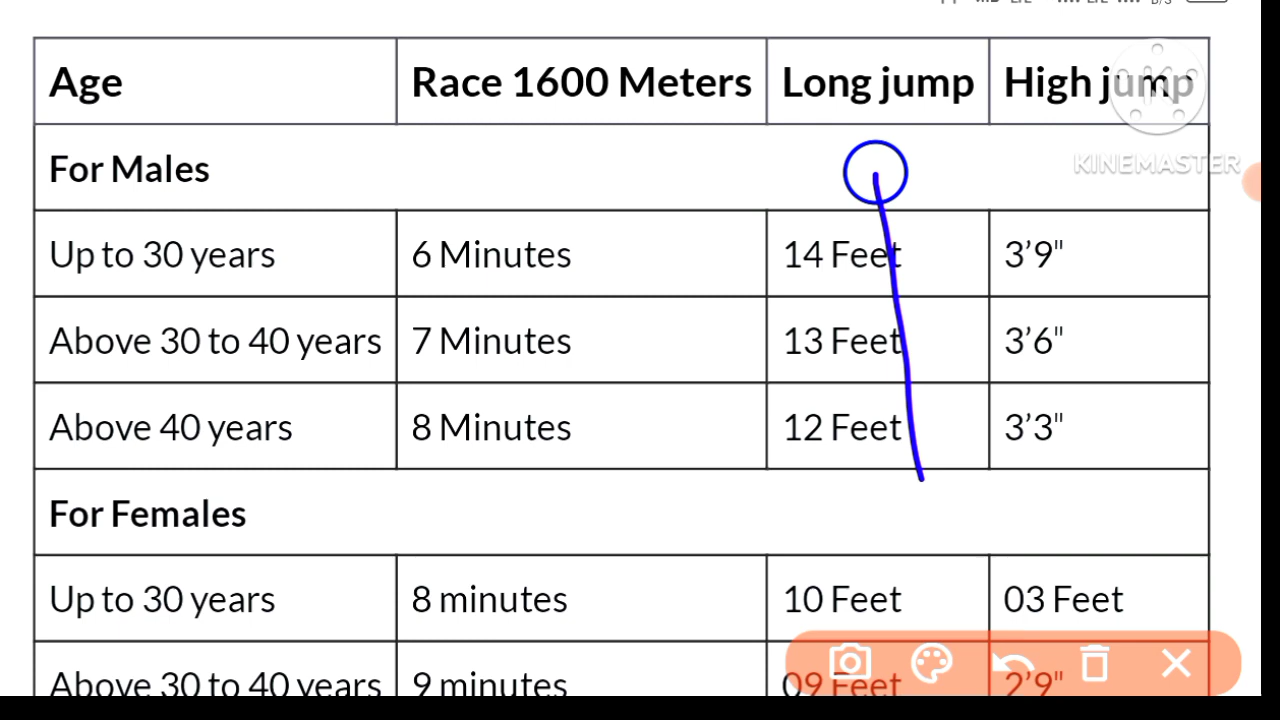 Age Race 1600 Meters Long jump High jump
KINEMASTER
For Males
Up to 30 years 6 Minutes 14 Feet 3’9"
Above 30 to 40 years 7 Minutes 13 Feet 3’6"
Above 40 years 8 Minutes 12 Feet 3’3"
For Females
Up to 30 years 8 minutes 10 Feet 03 Feet
Above 30 to 40 years 9 minutes 09 Feet 2’9"